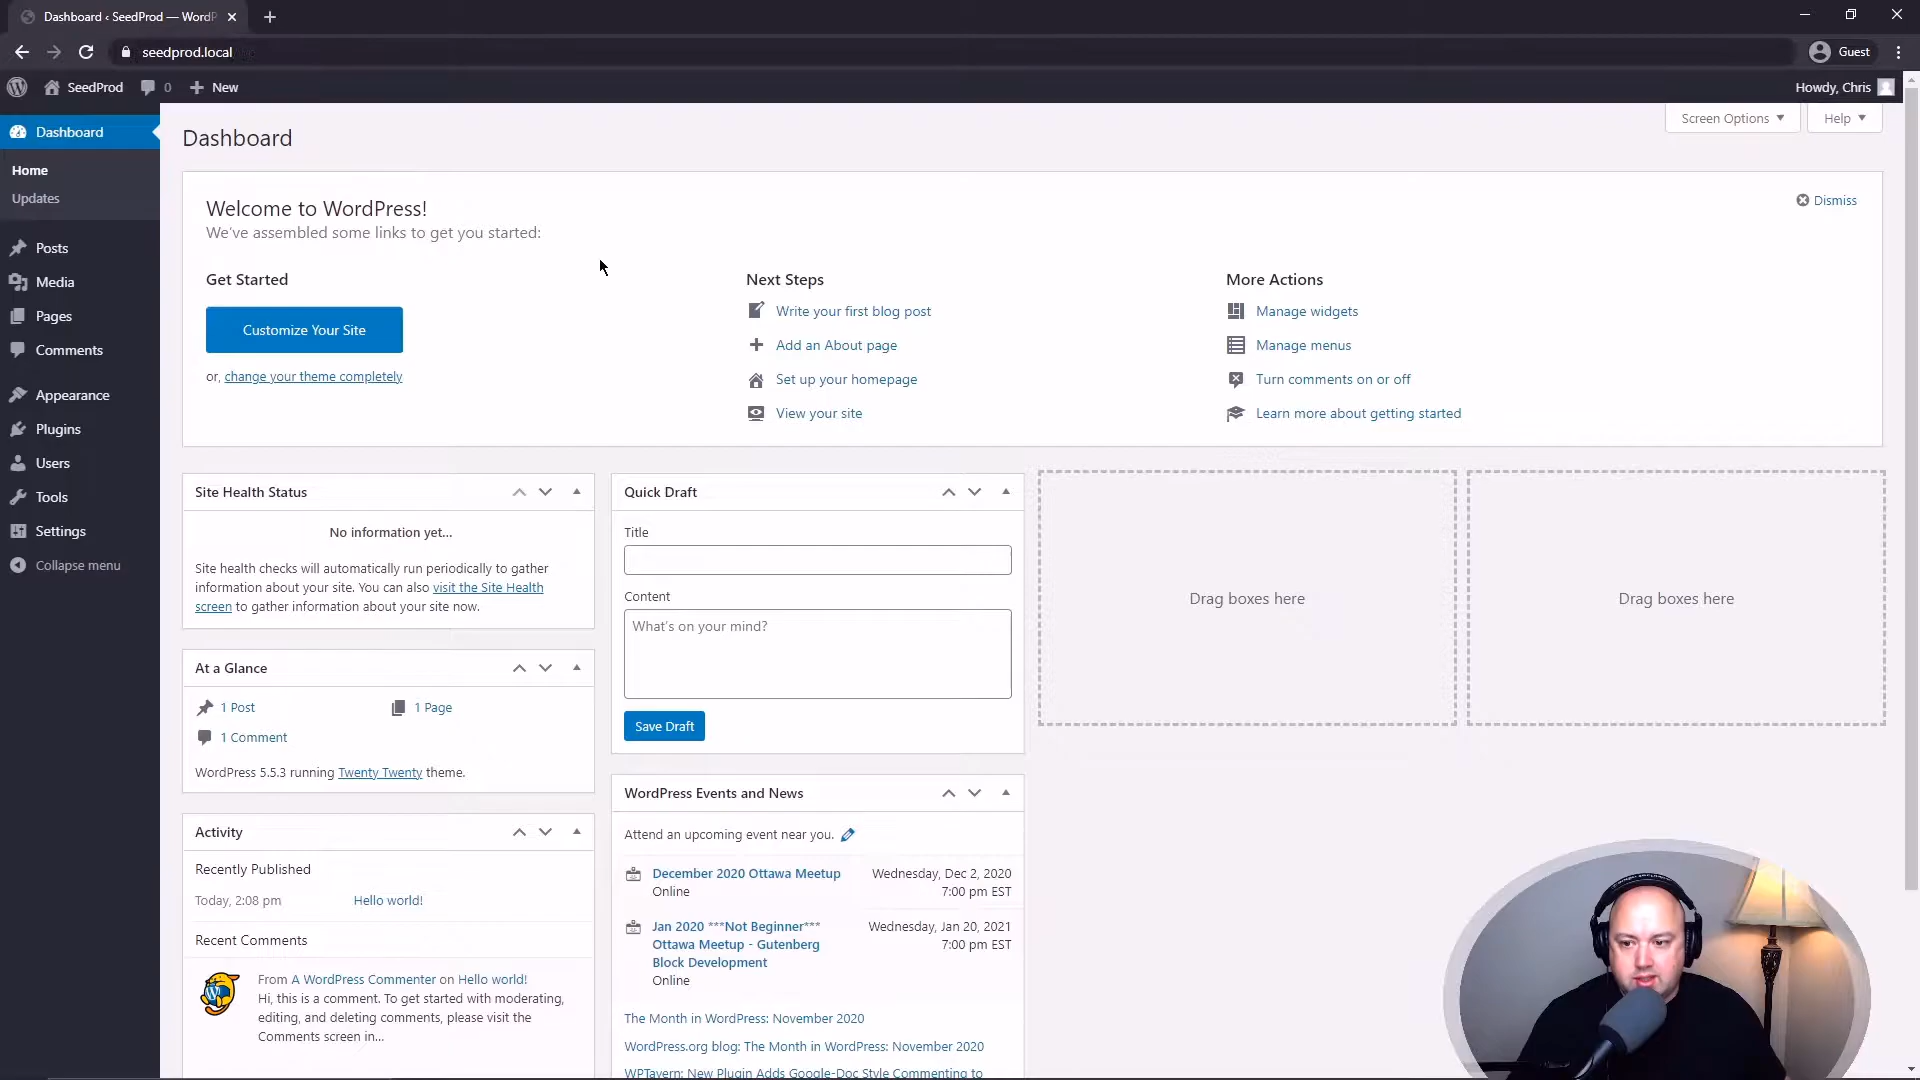 Dashboard ‹ SeedProd — WordP
seedprod.local
Guest
SeedProd
0
New
Howdy, Chris
Dashboard
Home
Updates
Posts
Media
Pages
Comments
Appearance
Plugins
Users
Tools
Settings
Collapse menu
Dashboard
Screen Options
Help
Welcome to WordPress!
We've assembled some links to get you started:
Dismiss
Get Started
Customize Your Site
or, change your theme completely
Next Steps
Write your first blog post
Add an About page
Set up your homepage
View your site
More Actions
Manage widgets
Manage menus
Turn comments on or off
Learn more about getting started
Site Health Status
No information yet...
Site health checks will automatically run periodically to gather
information about your site. You can also visit the Site Health
screen to gather information about your site now.
At a Glance
1 Post
1 Page
1 Comment
WordPress 5.5.3 running Twenty Twenty theme.
Activity
Recently Published
Today, 2:08 pm
Hello world!
Recent Comments
From A WordPress Commenter on Hello world!
Hi, this is a comment. To get started with moderating,
editing, and deleting comments, please visit the
Comments screen in...
Quick Draft
Title
Content
What's on your mind?
Save Draft
WordPress Events and News
Attend an upcoming event near you.
December 2020 Ottawa Meetup
Online
Wednesday, Dec 2, 2020
7:00 pm EST
Jan 2020 ***Not Beginner***
Ottawa Meetup - Gutenberg
Block Development
Online
Wednesday, Jan 20, 2021
7:00 pm EST
The Month in WordPress: November 2020
WordPress.org blog: The Month in WordPress: November 2020
WPTavern: New Plugin Adds Google-Doc Style Commenting to
Drag boxes here
Drag boxes here